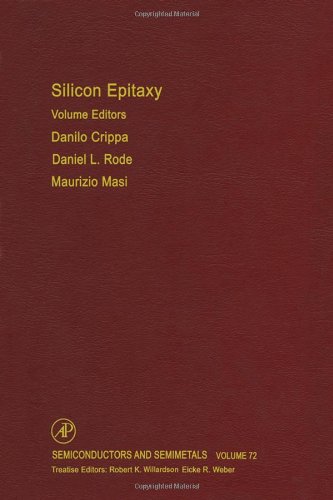 Silicon Epitaxy
Volume Editors
Danilo Crippa
Daniel L. Rode
Maurizio Masi
AP
SEMICONDUCTORS AND SEMIMETALS VOLUME 72
Treatise Editors: Robert K. Willardson Eicke R. Weber